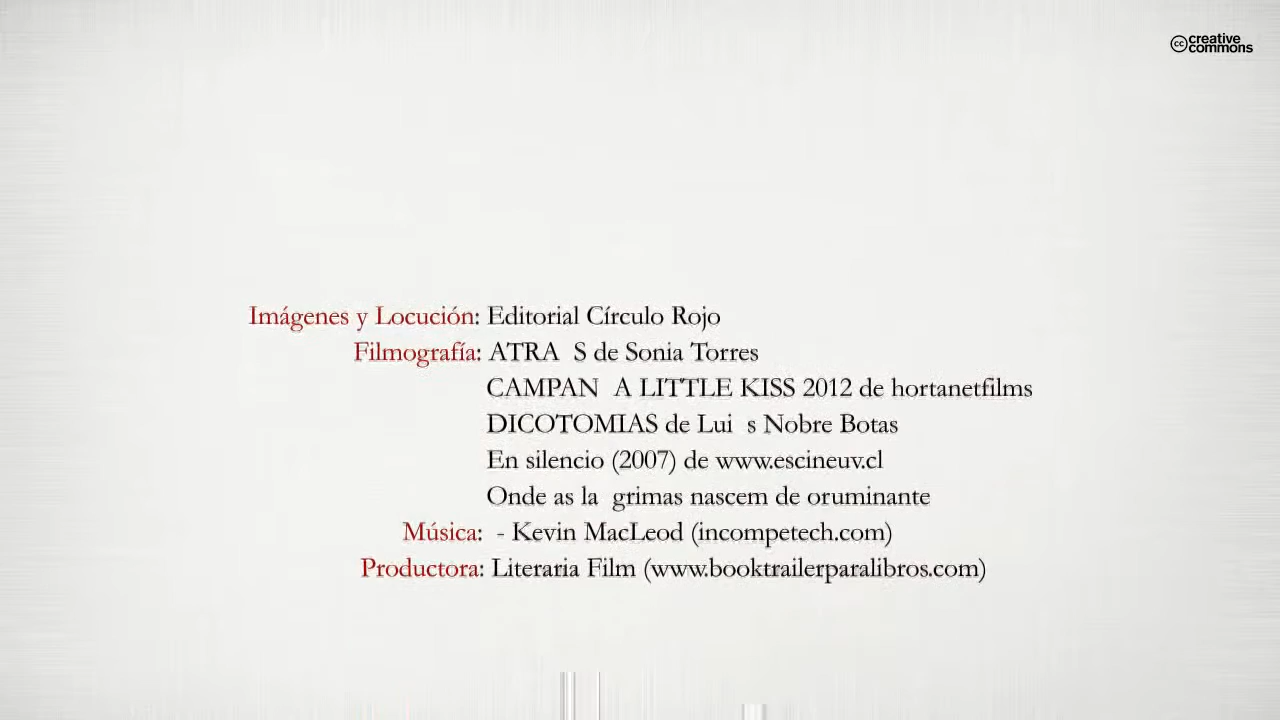 cc creative
commons
Imágenes y Locución: Editorial Círculo Rojo
Filmografía: ATRA  S de Sonia Torres
CAMPAN  A LITTLE KISS 2012 de hortanetfilms
DICOTOMIAS de Lui  s Nobre Botas
En silencio (2007) de www.escineuv.cl
Onde as la  grimas nascem de oruminante
Música:  - Kevin MacLeod (incompetech.com)
Productora: Literaria Film (www.booktrailerparalibros.com)